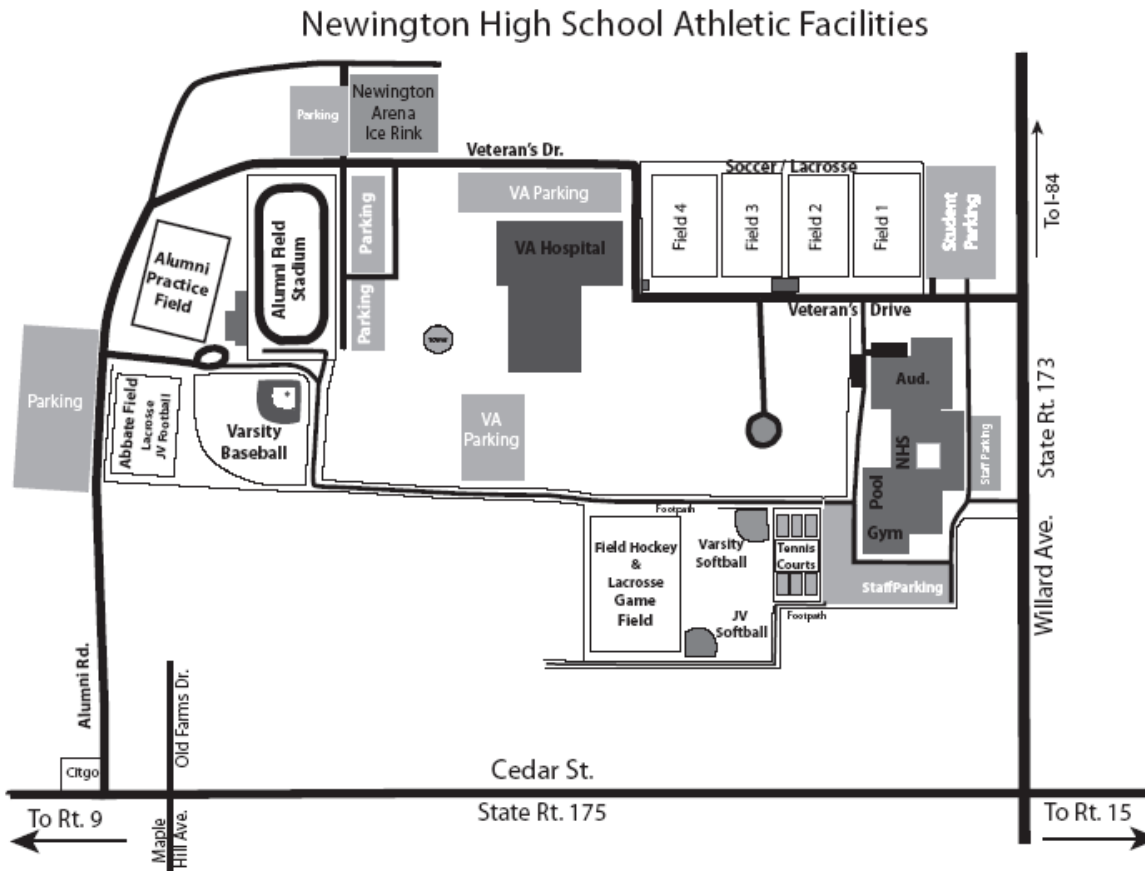 Newington High School Athletic Facilities
Newington
Arena
Ice Rink
Parking
Veteran's Dr.
Soccer / Lacrosse
VA Parking
Parking
Field 4
Field 3
Field 2
Field 1
Student
Parking
To I-84
Alumni
Practice
Field
Alumni Field
Stadium
VA Hospital
Parking
Veteran's Drive
Aud.
State Rt. 173
Parking
Abbate Field
Lacrosse
JV Football
Varsity
Baseball
VA
Parking
NHS
Staff Parking
Pool
Gym
Footpath
Field Hockey
&
Lacrosse
Game
Field
Varsity
Softball
Tennis
Courts
StaffParking
JV
Softball
Footpath
Willard Ave.
Alumni Rd.
Old Farms Dr.
Citgo
Cedar St.
State Rt. 175
To Rt. 9
Maple
Hill Ave.
To Rt. 15